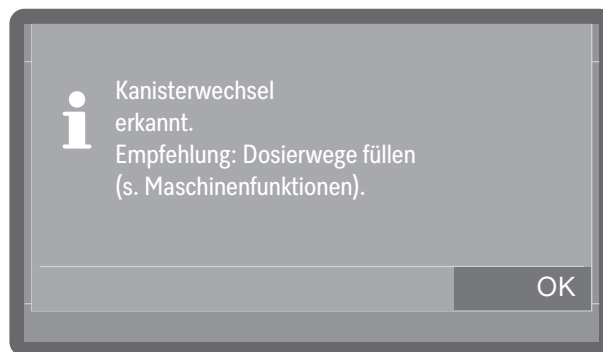 Kanisterwechsel
erkannt.
Empfehlung: Dosierwege füllen
(s. Maschinenfunktionen).
OK